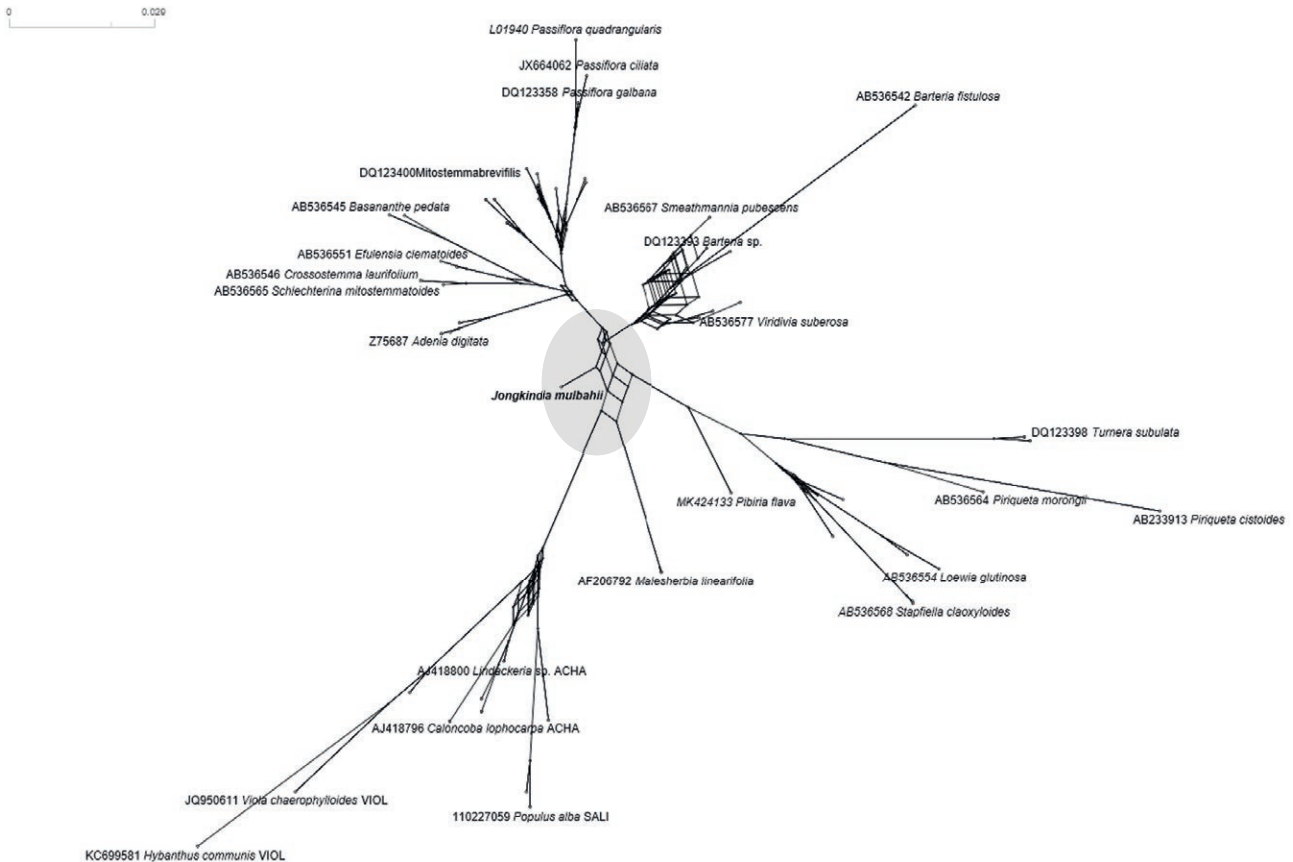 0 0.029
L01940 Passiflora quadrangularis
JX664062 Passiflora ciliata
DQ123358 Passiflora galbana
AB536542 Barteria fistulosa
DQ123400Mitostemmabrevifilis
AB536545 Basananthe pedata
AB536567 Smeathmannia pubescens
DQ123393 Barteria sp.
AB536551 Efulensia clematoides
AB536546 Crossostemma laurifolium
AB536565 Schlechterina mitostemmatoides
AB536577 Viridivia suberosa
Z75687 Adenia digitata
Jongkindia mulbahii
DQ123398 Turnera subulata
MK424133 Pibiria flava
AB536564 Piriqueta morongii
AB233913 Piriqueta cistoides
AF206792 Malesherbia linearifolia
AB536554 Loewia glutinosa
AB536568 Stapfiella claoxyloides
AJ418800 Lindackeria sp. ACHA
AJ418796 Caloncoba lophocarpa ACHA
JQ950611 Viola chaerophylloides VIOL
110227059 Populus alba SALI
KC699581 Hybanthus communis VIOL